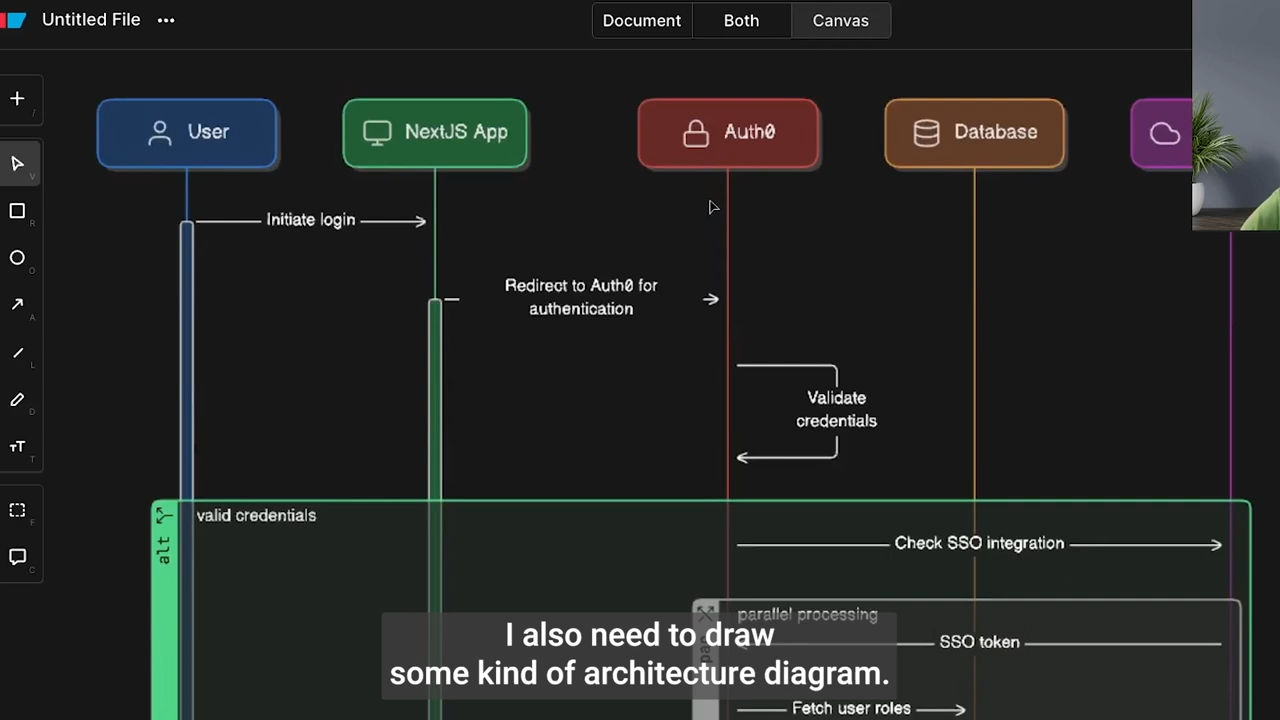 Untitled File
Document
Both
Canvas
User
NextJS App
Auth0
Database
Initiate login
Redirect to Auth0 for
authentication
Validate
credentials
alt
valid credentials
Check SSO integration
parallel processing
par
SSO token
Fetch user roles
I also need to draw
some kind of architecture diagram.
/
V
R
O
A
L
D
T
F
C